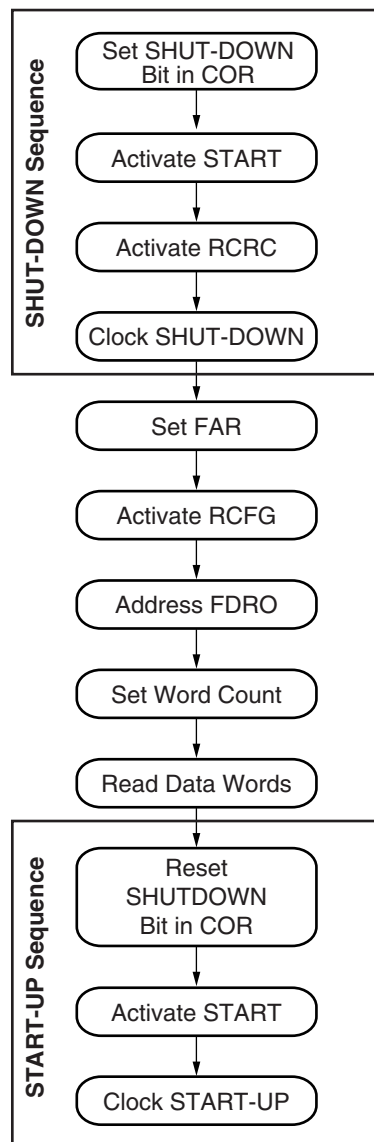 SHUT-DOWN Sequence
Set SHUT-DOWN
Bit in COR
Activate START
Activate RCRC
Clock SHUT-DOWN
Set FAR
Activate RCFG
Address FDRO
Set Word Count
Read Data Words
START-UP Sequence
Reset
SHUTDOWN
Bit in COR
Activate START
Clock START-UP